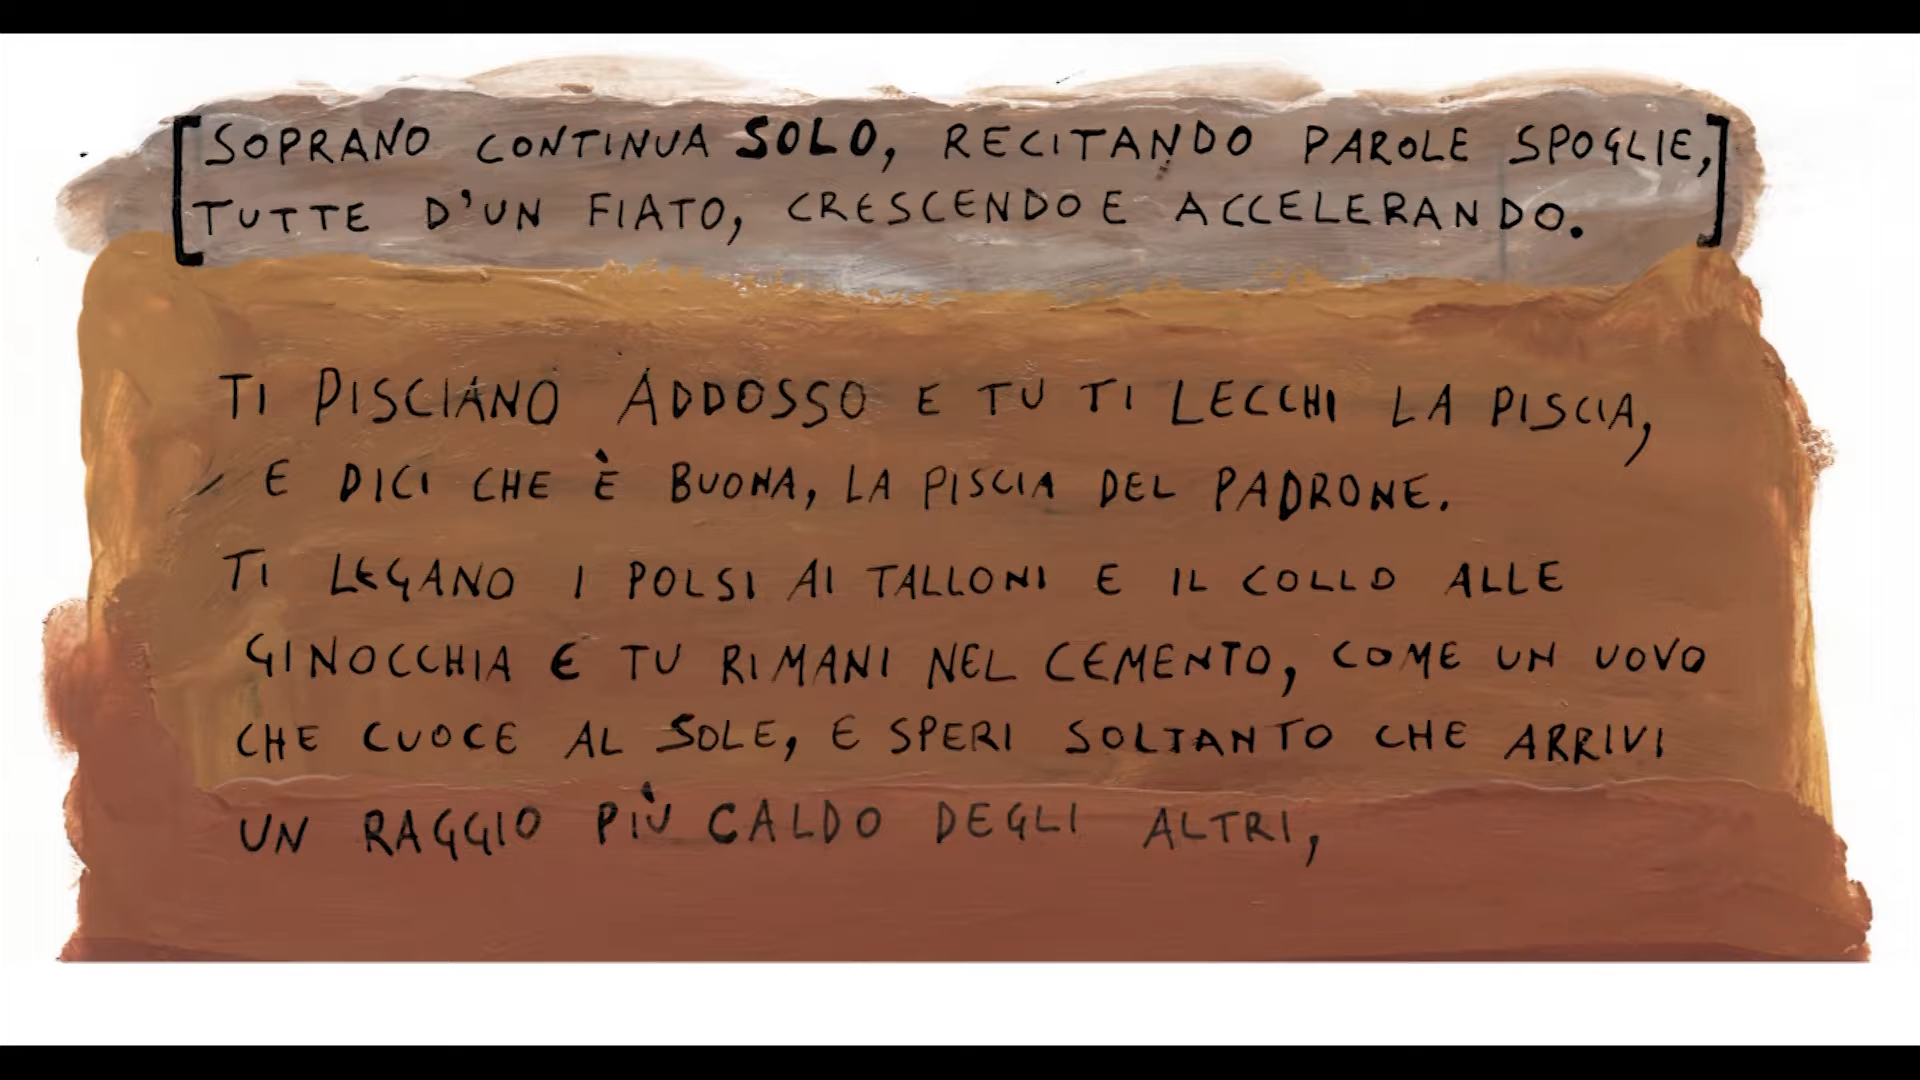 [SOPRANO CONTINUA SOLO, RECITANDO PAROLE SPOGLIE,
TUTTE D'UN FIATO, CRESCENDO E ACCELERANDO.]
TI PISCIANO ADDOSSO E TU TI LECCHI LA PISCIA,
E DICI CHE È BUONA, LA PISCIA DEL PADRONE.
TI LEGANO I POLSI AI TALLONI E IL COLLO ALLE
GINOCCHIA E TU RIMANI NEL CEMENTO, COME UN UOVO
CHE CUOCE AL SOLE, E SPERI SOLTANTO CHE ARRIVI
UN RAGGIO PIÙ CALDO DEGLI ALTRI,